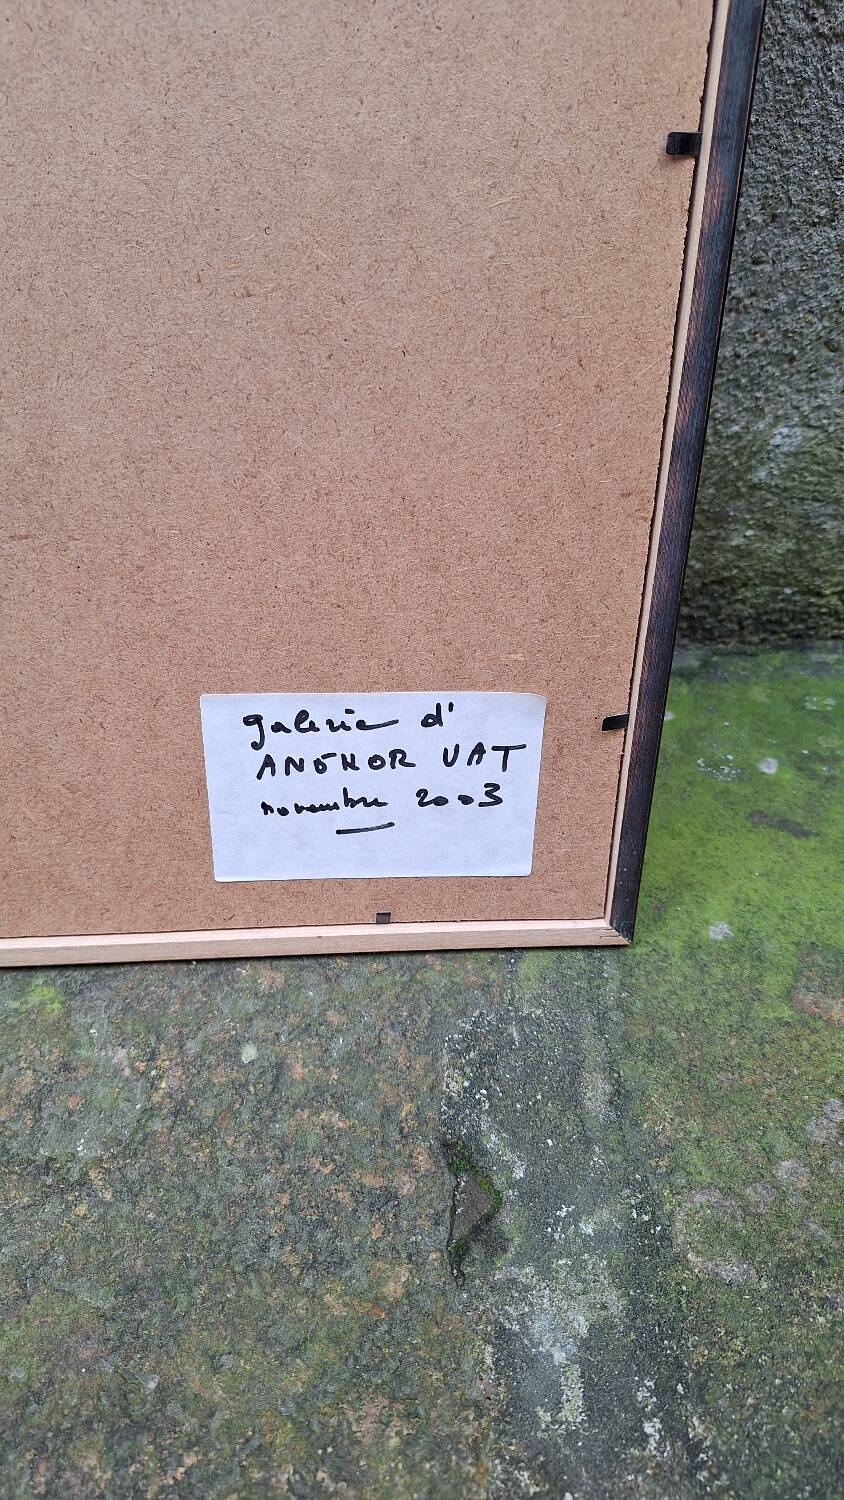 galerie d'
ANGKOR VAT
novembre 2003